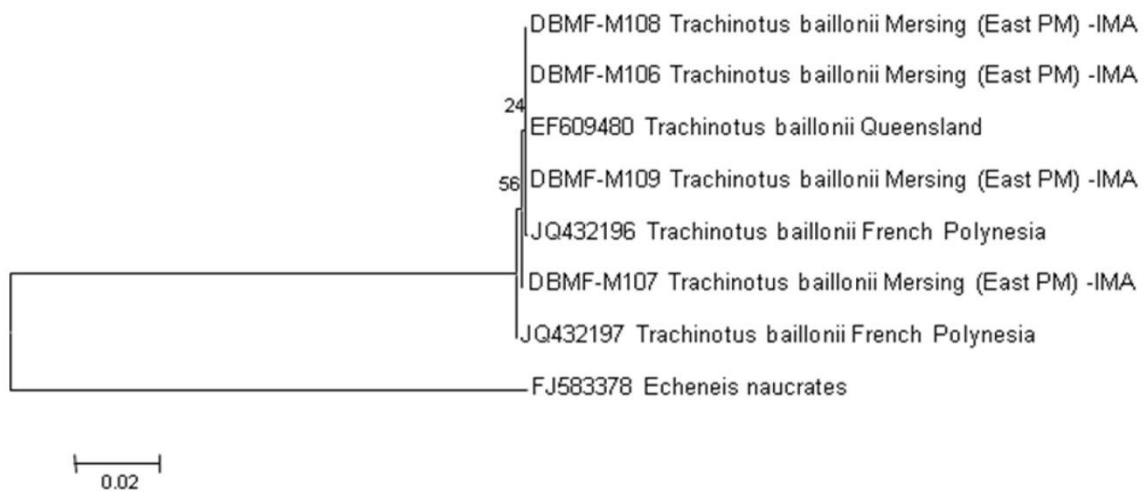 DBMF-M108 Trachinotus baillonii Mersing (East PM) -IMA
DBMF-M106 Trachinotus baillonii Mersing (East PM) -IMA
24
EF609480 Trachinotus baillonii Queensland
DBMF-M109 Trachinotus baillonii Mersing (East PM) -IMA
56
JQ432196 Trachinotus baillonii French Polynesia
DBMF-M107 Trachinotus baillonii Mersing (East PM) -IMA
JQ432197 Trachinotus baillonii French Polynesia
FJ583378 Echeneis naucrates
0.02